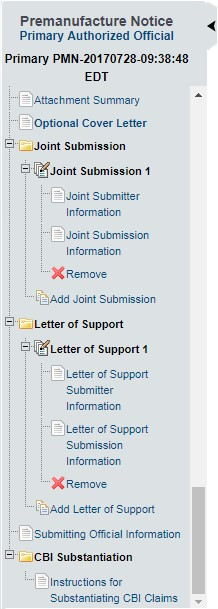 Premanufacture Notice
Primary Authorized Official
Primary PMN-20170728-09:38:48
EDT
Attachment Summary
Optional Cover Letter
Joint Submission
Joint Submission 1
Joint Submitter
Information
Joint Submission
Information
Remove
Add Joint Submission
Letter of Support
Letter of Support 1
Letter of Support
Submitter
Information
Letter of Support
Submission
Information
Remove
Add Letter of Support
Submitting Official Information
CBI Substantiation
Instructions for
Substantiating CBI Claims